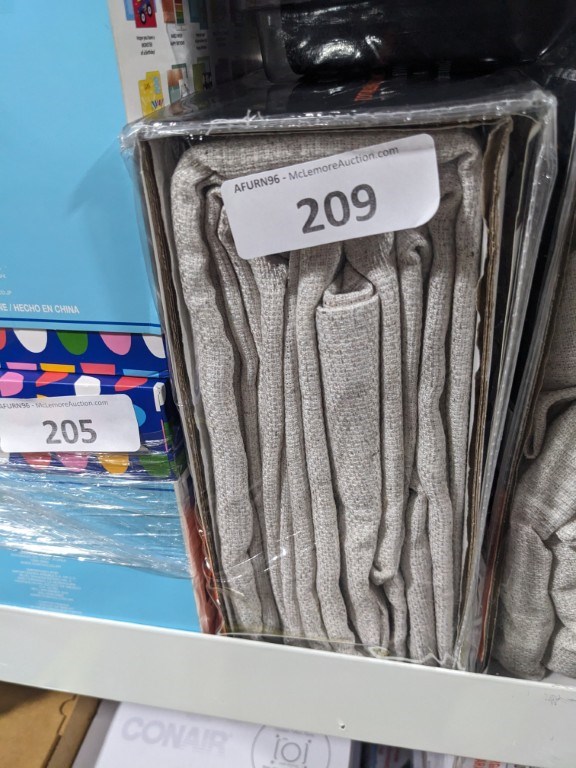 AFURN96 - McLemoreAuction.com
209
HECHO EN CHINA
AFURN96 - McLemoreAuction.com
205
CONAIR